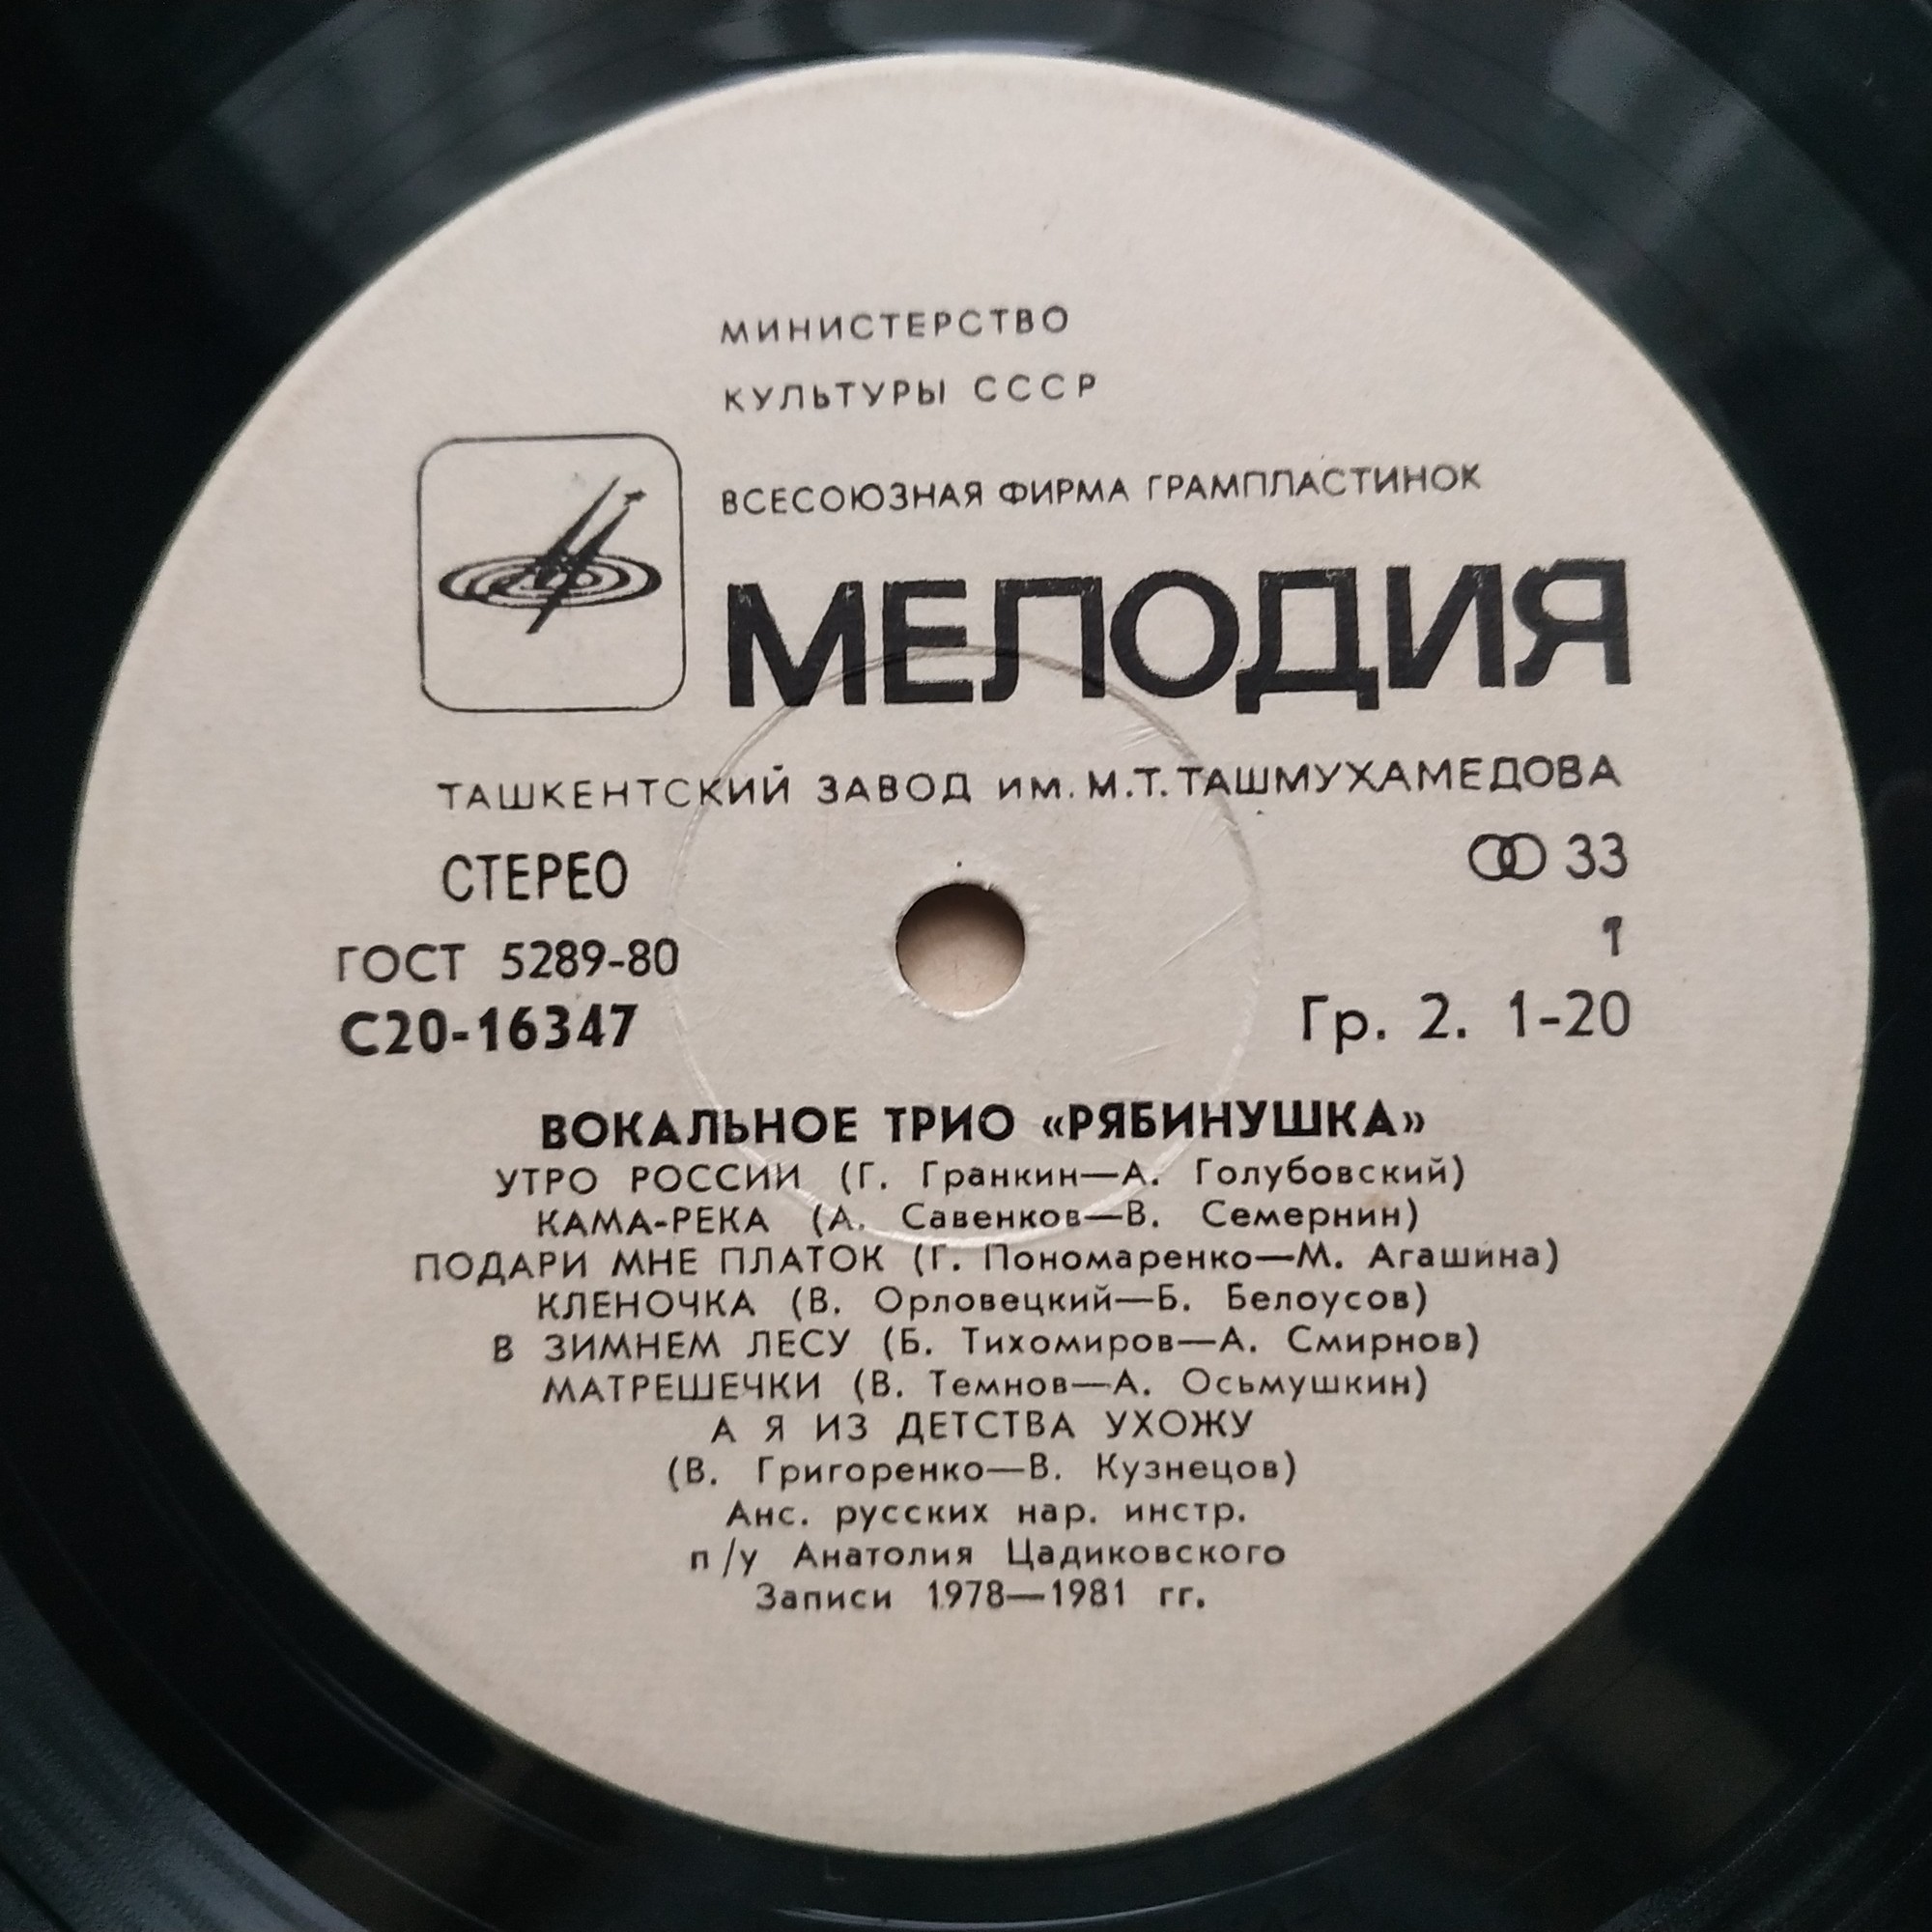 МИНИСТЕРСТВО
КУЛЬТУРЫ СССР
ВСЕСОЮЗНАЯ ФИРМА ГРАМПЛАСТИНОК
МЕЛОДИЯ
ТАШКЕНТСКИЙ ЗАВОД им. М.Т. ТАШМУХАМЕДОВА
СТЕРЕО 33
ГОСТ 5289-80 1
С20-16347 Гр. 2. 1-20
ВОКАЛЬНОЕ ТРИО «РЯБИНУШКА»
УТРО РОССИИ (Г. Гранкин—А. Голубовский)
КАМА-РЕКА (А. Савенков—В. Семернин)
ПОДАРИ МНЕ ПЛАТОК (Г. Пономаренко—М. Агашина)
КЛЕНОЧКА (В. Орловецкий—Б. Белоусов)
В ЗИМНЕМ ЛЕСУ (Б. Тихомиров—А. Смирнов)
МАТРЕШЕЧКИ (В. Темнов—А. Осьмушкин)
А Я ИЗ ДЕТСТВА УХОЖУ
(В. Григоренко—В. Кузнецов)
Анс. русских нар. инстр.
п/у Анатолия Цадиковского
Записи 1978—1981 гг.